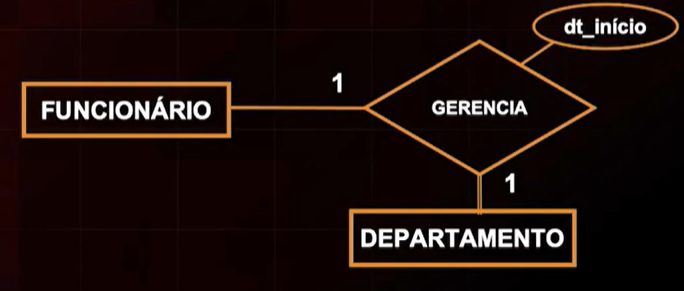 dt_início
1
FUNCIONÁRIO
GERENCIA
1
DEPARTAMENTO